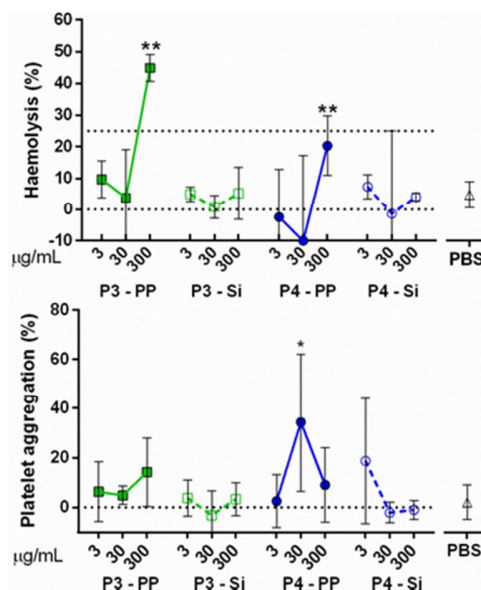 Haemolysis (%)
60
50
40
30
20
10
0
-10
**
**
μg/mL
3 30 300 3 30 300 3 30 300 3 30 300
PBS
P3 - PP P3 - Si P4 - PP P4 - Si
Platelet aggregation (%)
80
60
40
20
0
*
μg/mL
3 30 300 3 30 300 3 30 300 3 30 300
PBS
P3 - PP P3 - Si P4 - PP P4 - Si